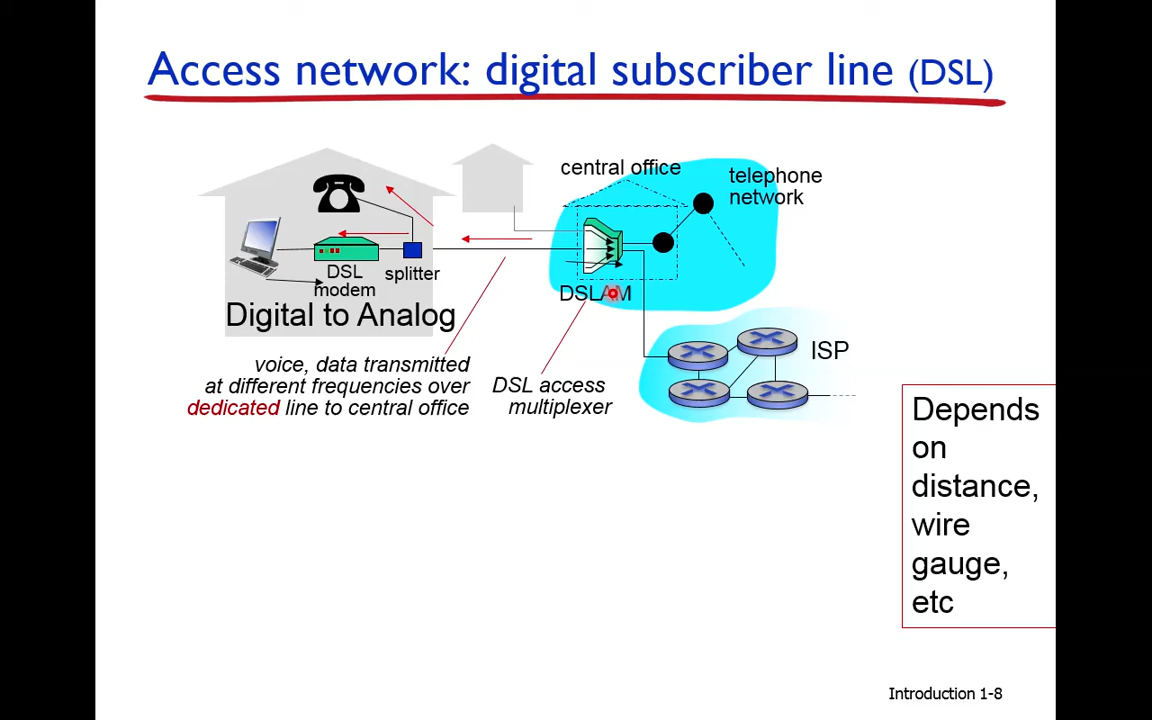 Access network: digital subscriber line (DSL)
central office
telephone
network
DSL
modem
splitter
Digital to Analog
DSLAM
ISP
voice, data transmitted
at different frequencies over
dedicated line to central office
DSL access
multiplexer
Depends
on
distance,
wire
gauge,
etc
Introduction 1-8